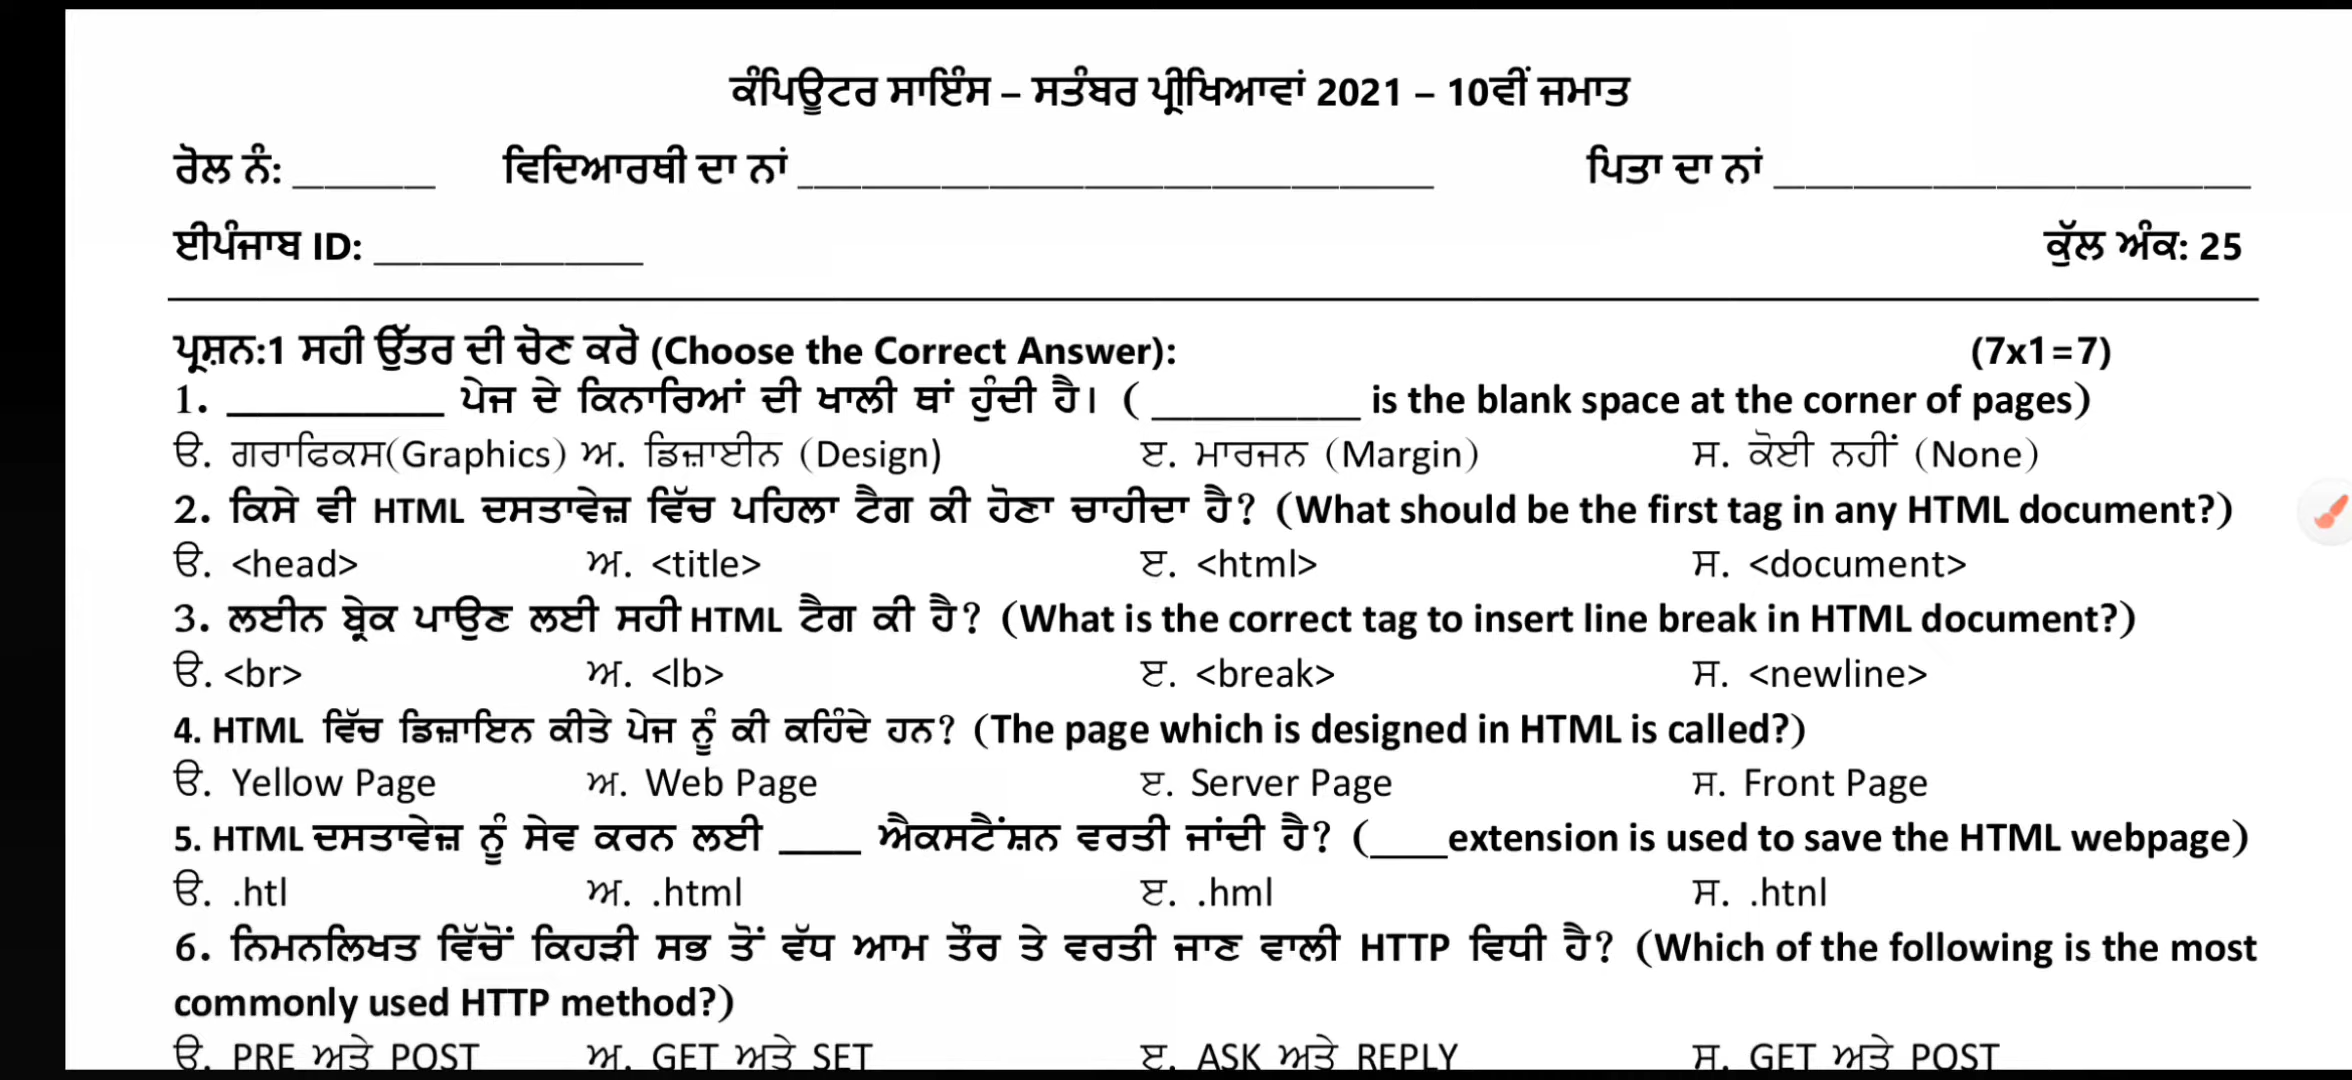 ਕੰਪਿਊਟਰ ਸਾਇੰਸ – ਸਤੰਬਰ ਪ੍ਰੀਖਿਆਵਾਂ 2021 – 10ਵੀਂ ਜਮਾਤ
ਰੋਲ ਨੰ: _________ ਵਿਦਿਆਰਥੀ ਦਾ ਨਾਂ ________________________________________ ਪਿਤਾ ਦਾ ਨਾਂ ______________________________
ਈਪੰਜਾਬ ID: _________________ ਕੁੱਲ ਅੰਕ: 25
ਪ੍ਰਸ਼ਨ:1 ਸਹੀ ਉੱਤਰ ਦੀ ਚੋਣ ਕਰੋ (Choose the Correct Answer): (7x1=7)
1. ___________ ਪੇਜ ਦੇ ਕਿਨਾਰਿਆਂ ਦੀ ਖਾਲੀ ਥਾਂ ਹੁੰਦੀ ਹੈ। ( ___________ is the blank space at the corner of pages)
ੳ. ਗਰਾਫਿਕਸ(Graphics) ਅ. ਡਿਜ਼ਾਈਨ (Design) ੲ. ਮਾਰਜਨ (Margin) ਸ. ਕੋਈ ਨਹੀਂ (None)
2. ਕਿਸੇ ਵੀ HTML ਦਸਤਾਵੇਜ਼ ਵਿੱਚ ਪਹਿਲਾ ਟੈਗ ਕੀ ਹੋਣਾ ਚਾਹੀਦਾ ਹੈ? (What should be the first tag in any HTML document?)
ੳ. <head> ਅ. <title> ੲ. <html> ਸ. <document>
3. ਲਈਨ ਬ੍ਰੇਕ ਪਾਉਣ ਲਈ ਸਹੀ HTML ਟੈਗ ਕੀ ਹੈ? (What is the correct tag to insert line break in HTML document?)
ੳ. <br> ਅ. <lb> ੲ. <break> ਸ. <newline>
4. HTML ਵਿੱਚ ਡਿਜ਼ਾਇਨ ਕੀਤੇ ਪੇਜ ਨੂੰ ਕੀ ਕਹਿੰਦੇ ਹਨ? (The page which is designed in HTML is called?)
ੳ. Yellow Page ਅ. Web Page ੲ. Server Page ਸ. Front Page
5. HTML ਦਸਤਾਵੇਜ਼ ਨੂੰ ਸੇਵ ਕਰਨ ਲਈ ____ ਐਕਸਟੈਂਸ਼ਨ ਵਰਤੀ ਜਾਂਦੀ ਹੈ? (____extension is used to save the HTML webpage)
ੳ. .htl ਅ. .html ੲ. .hml ਸ. .htnl
6. ਨਿਮਨਲਿਖਤ ਵਿੱਚੋਂ ਕਿਹੜੀ ਸਭ ਤੋਂ ਵੱਧ ਆਮ ਤੌਰ ਤੇ ਵਰਤੀ ਜਾਣ ਵਾਲੀ HTTP ਵਿਧੀ ਹੈ? (Which of the following is the most
commonly used HTTP method?)
ੳ. PRE ਅਤੇ POST ਅ. GET ਅਤੇ SET ੲ. ASK ਅਤੇ REPLY ਸ. GET ਅਤੇ POST